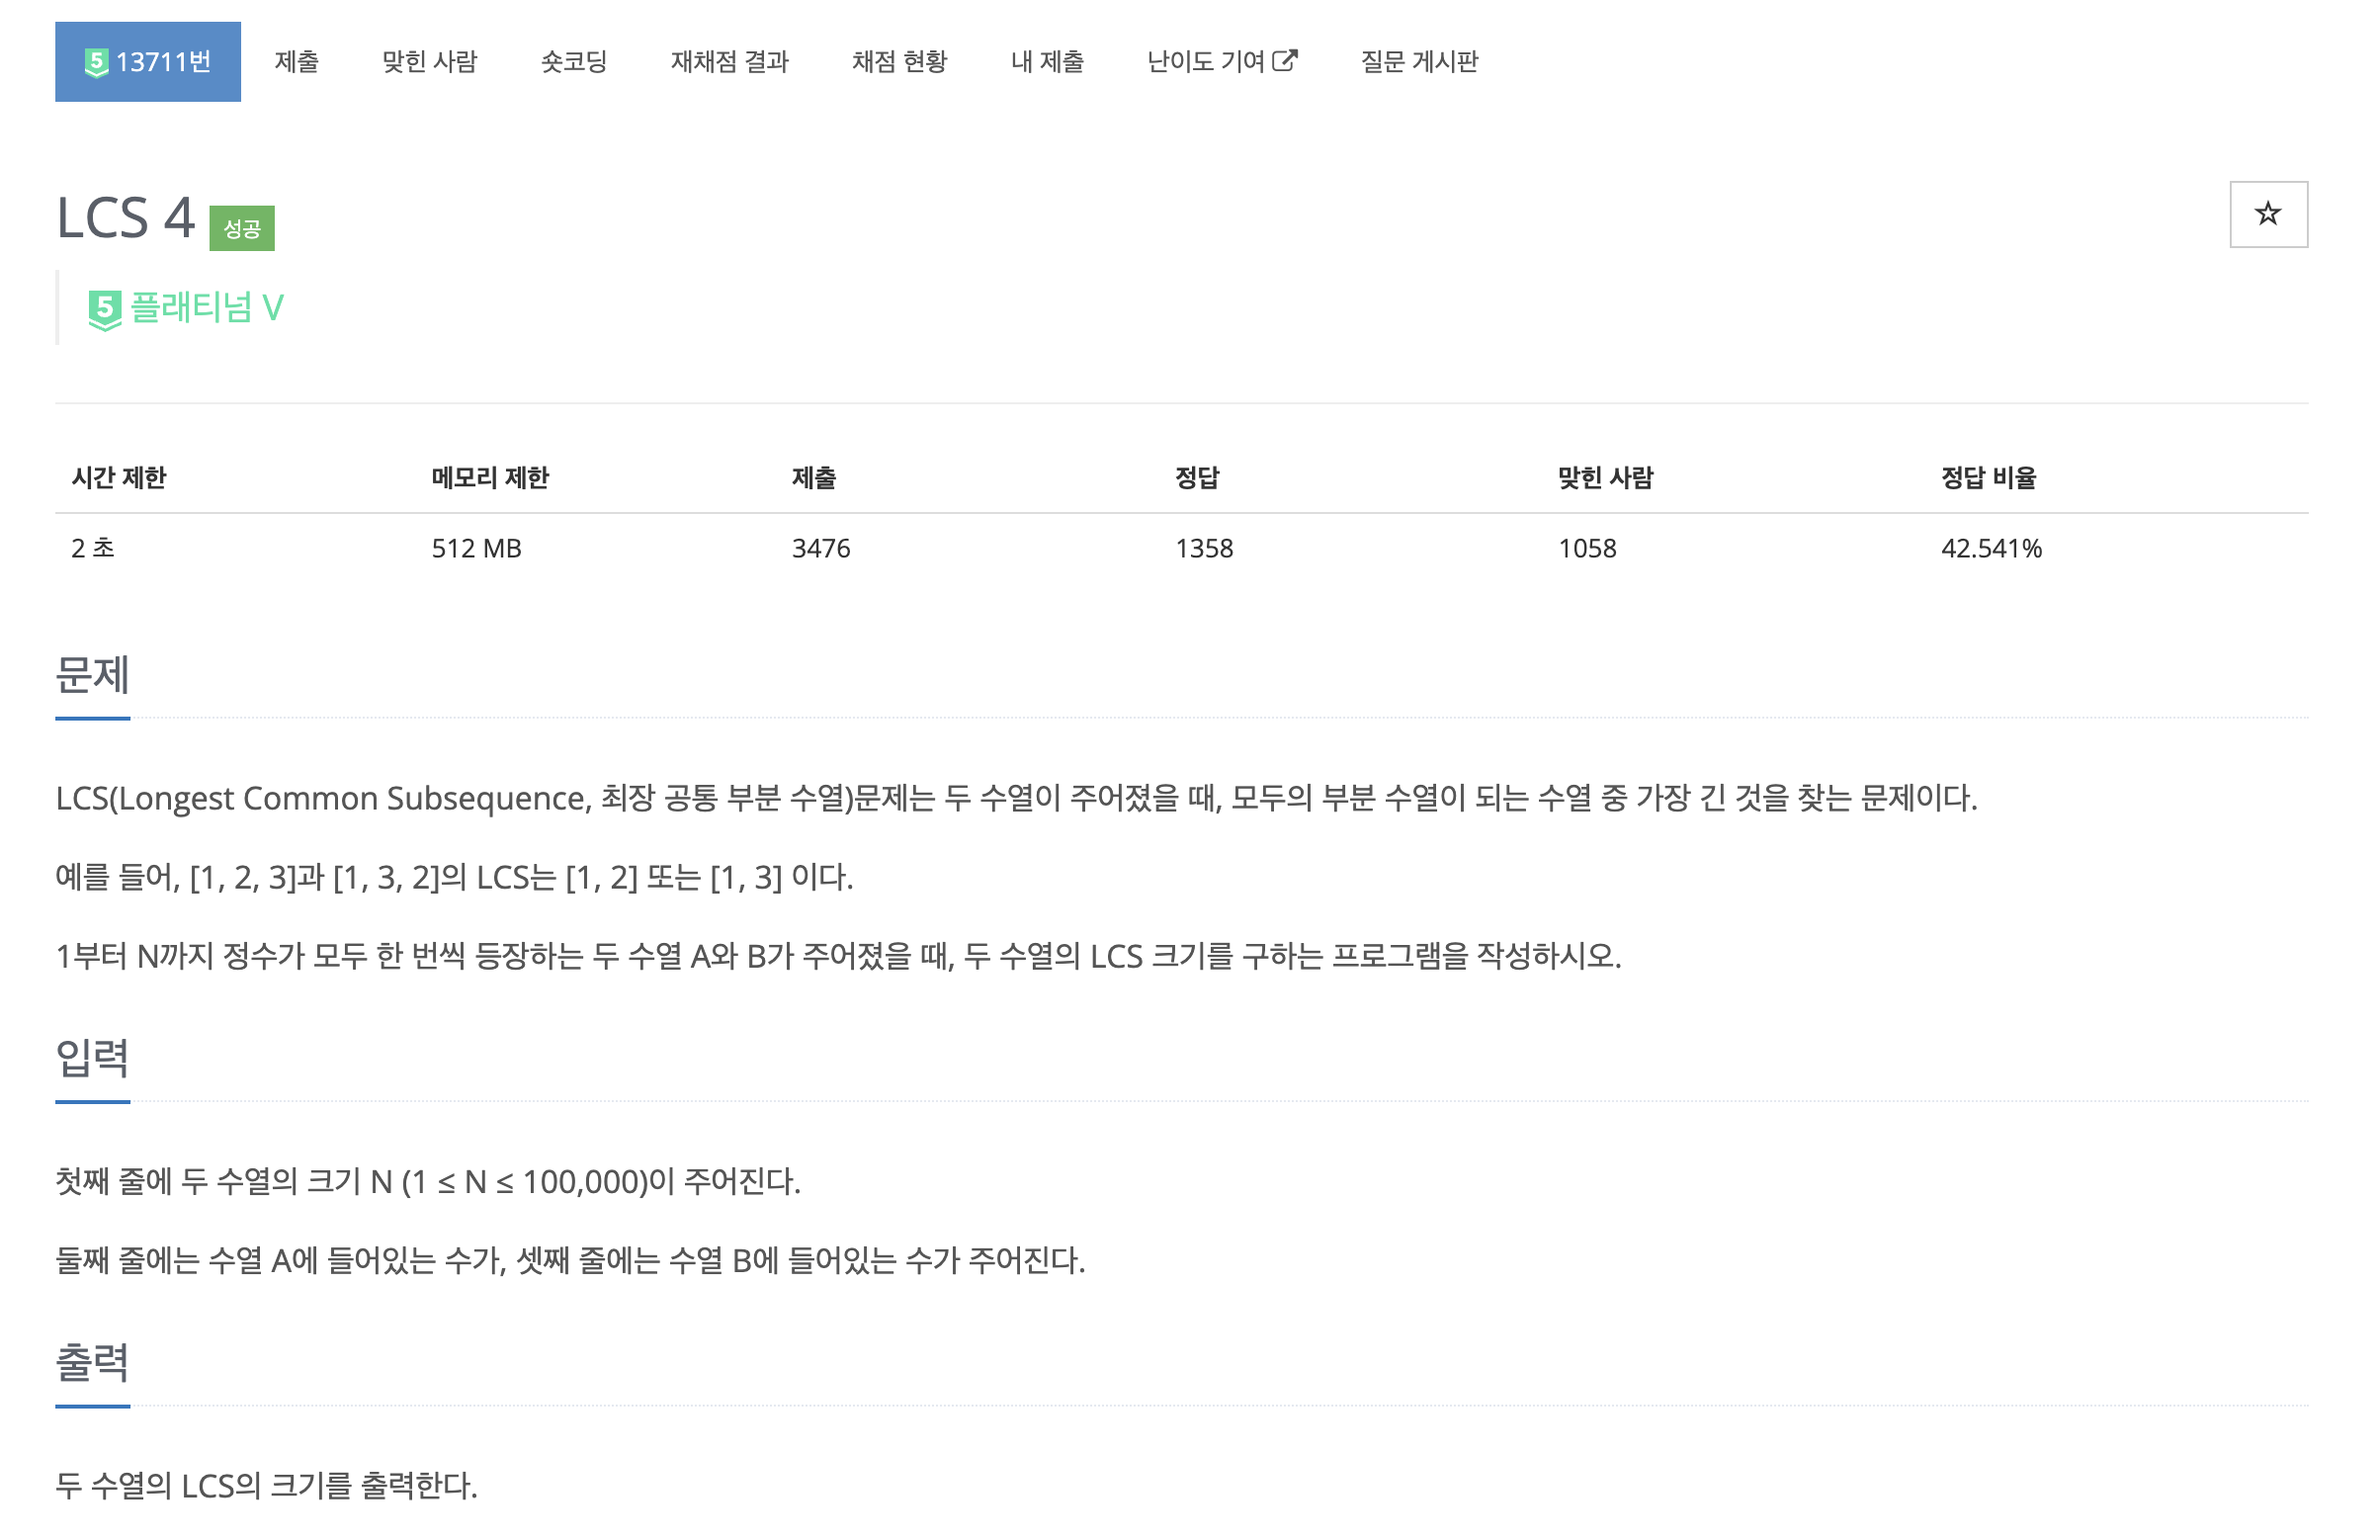 5 13711번 제출 맞힌 사람 숏코딩 재채점 결과 채점 현황 내 제출 난이도 기여 질문 게시판
LCS 4 성공
5 플래티넘 V
시간 제한 메모리 제한 제출 정답 맞힌 사람 정답 비율
2 초 512 MB 3476 1358 1058 42.541%
문제
LCS(Longest Common Subsequence, 최장 공통 부분 수열)문제는 두 수열이 주어졌을 때, 모두의 부분 수열이 되는 수열 중 가장 긴 것을 찾는 문제이다.
예를 들어, [1, 2, 3]과 [1, 3, 2]의 LCS는 [1, 2] 또는 [1, 3] 이다.
1부터 N까지 정수가 모두 한 번씩 등장하는 두 수열 A와 B가 주어졌을 때, 두 수열의 LCS 크기를 구하는 프로그램을 작성하시오.
입력
첫째 줄에 두 수열의 크기 N (1 ≤ N ≤ 100,000)이 주어진다.
둘째 줄에는 수열 A에 들어있는 수가, 셋째 줄에는 수열 B에 들어있는 수가 주어진다.
출력
두 수열의 LCS의 크기를 출력한다.